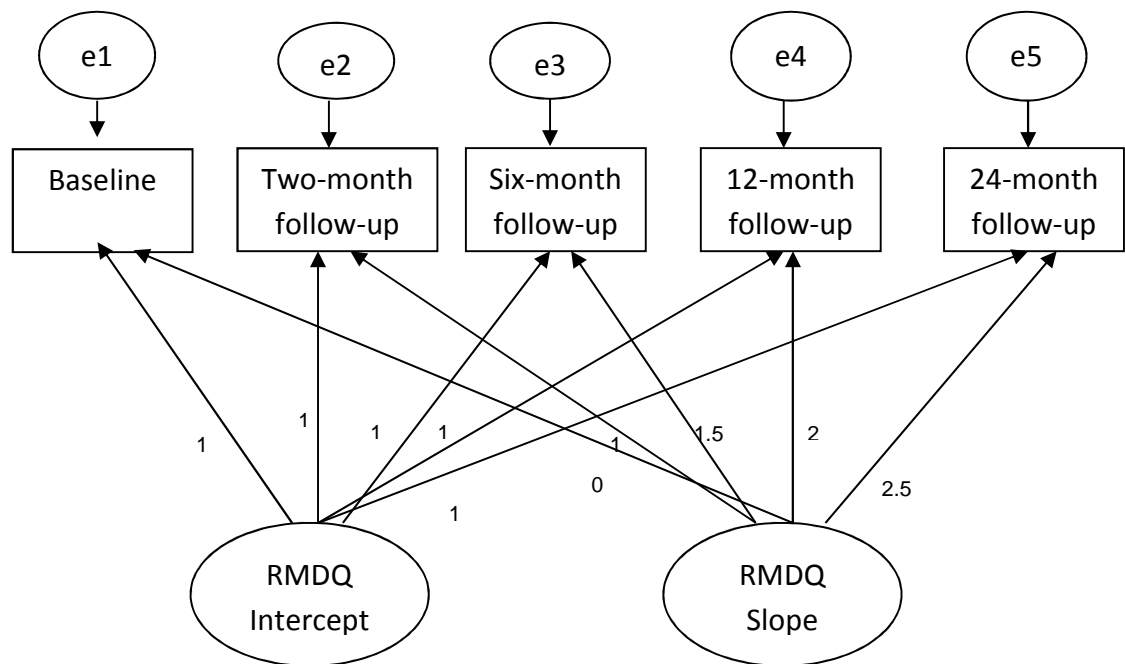 e1
e2
e3
e4
e5
Baseline
Two-month
follow-up
Six-month
follow-up
12-month
follow-up
24-month
follow-up
1
1
1
1
1
1.5
2
0
2.5
1
RMDQ
Intercept
RMDQ
Slope